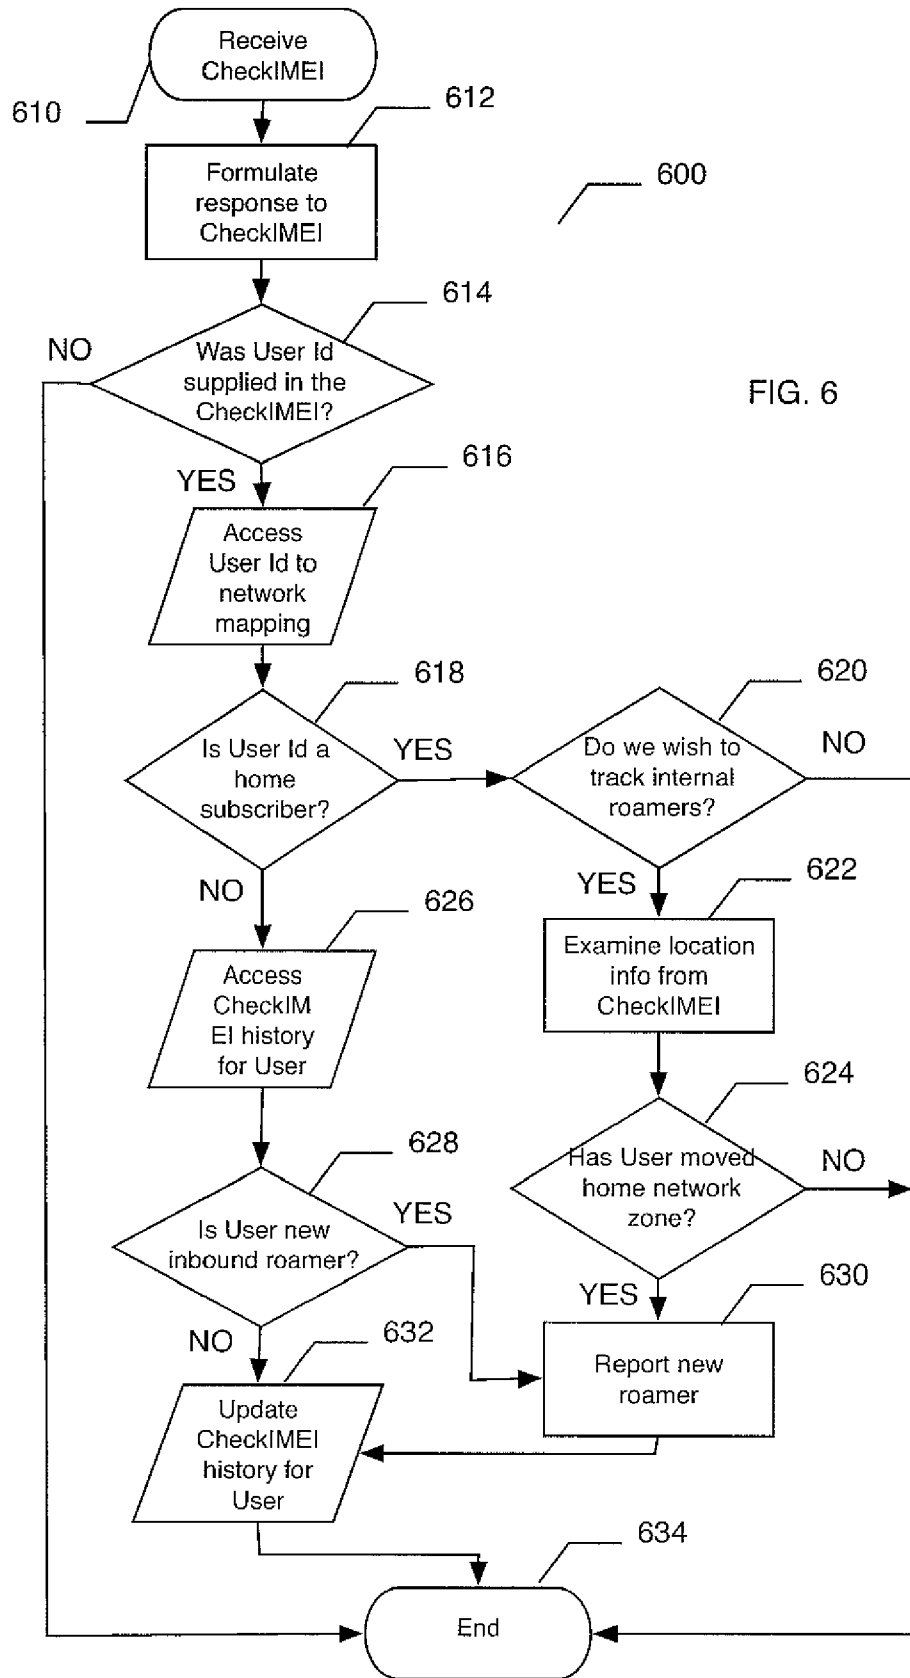 Receive
CheckIMEI
610
612
Formulate
response to
CheckIMEI
600
614
NO
Was User Id
supplied in the
CheckIMEI?
FIG. 6
YES
616
Access
User Id to
network
mapping
618
620
Is User Id a
home
subscriber?
YES
Do we wish to
track internal
roamers?
NO
NO
YES
622
626
Access
CheckIM
EI history
for User
Examine location
info from
CheckIMEI
624
628
Has User moved
home network
zone?
NO
YES
Is User new
inbound roamer?
YES
630
NO
632
Report new
roamer
Update
CheckIMEI
history for
User
634
End